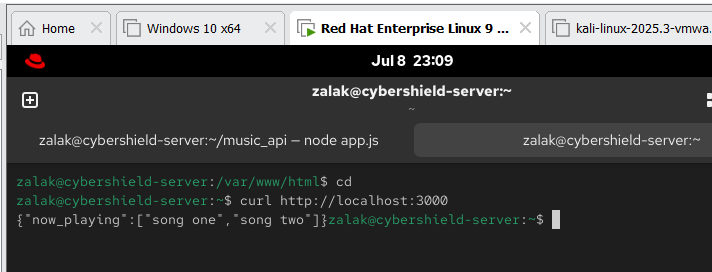 Home
Windows 10 x64
Red Hat Enterprise Linux 9 ...
kali-linux-2025.3-vmwa.
Jul 8 23:09
zalak@cybershield-server:~
~
zalak@cybershield-server:~/music_api — node app.js
zalak@cybershield-server:~
zalak@cybershield-server:/var/www/html$ cd
zalak@cybershield-server:~$ curl http://localhost:3000
{"now_playing":["song one","song two"]}zalak@cybershield-server:~$